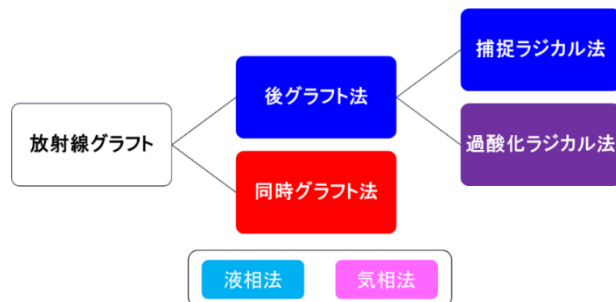 放射線グラフト
後グラフト法
同時グラフト法
捕捉ラジカル法
過酸化ラジカル法
液相法
気相法